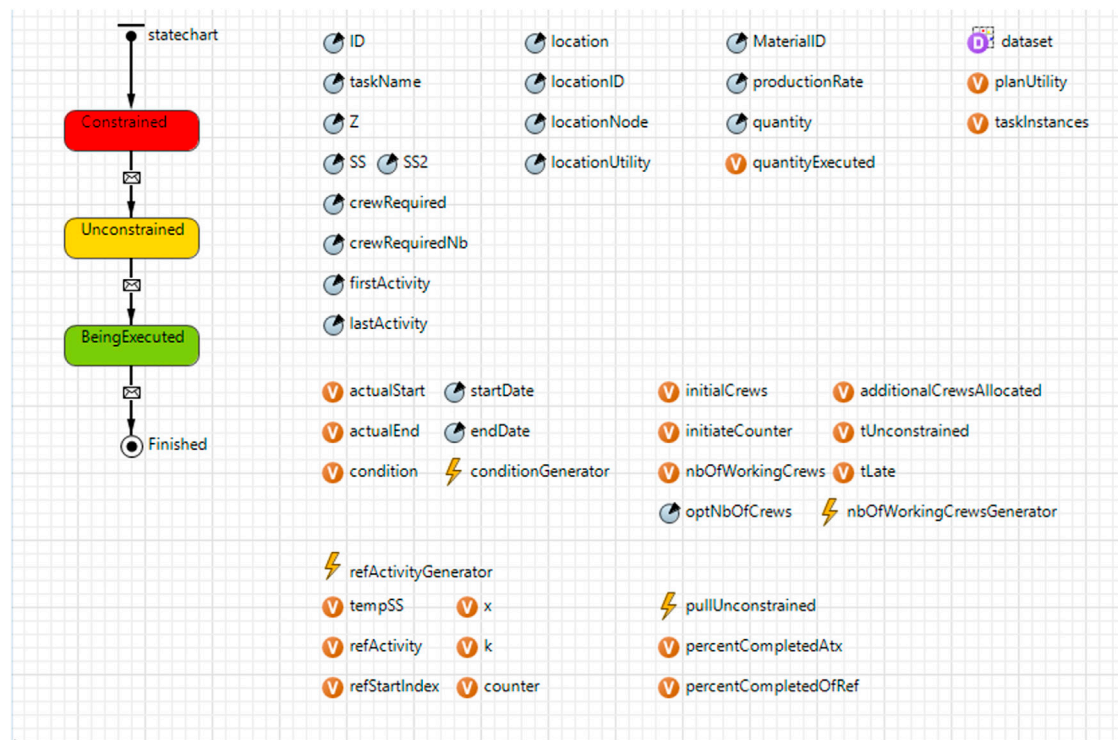 statechart
Constrained
Unconstrained
BeingExecuted
Finished
ID location MaterialID dataset
taskName locationID productionRate planUtility
Z locationNode quantity taskInstances
SS SS2 locationUtility quantityExecuted
crewRequired
crewRequiredNb
firstActivity
lastActivity
actualStart startDate initialCrews additionalCrewsAllocated
actualEnd endDate initiateCounter tUnconstrained
condition conditionGenerator nbOfWorkingCrews tLate
optNbOfCrews nbOfWorkingCrewsGenerator
refActivityGenerator
tempSS x pullUnconstrained
refActivity k percentCompletedAtx
refStartIndex counter percentCompletedOfRef